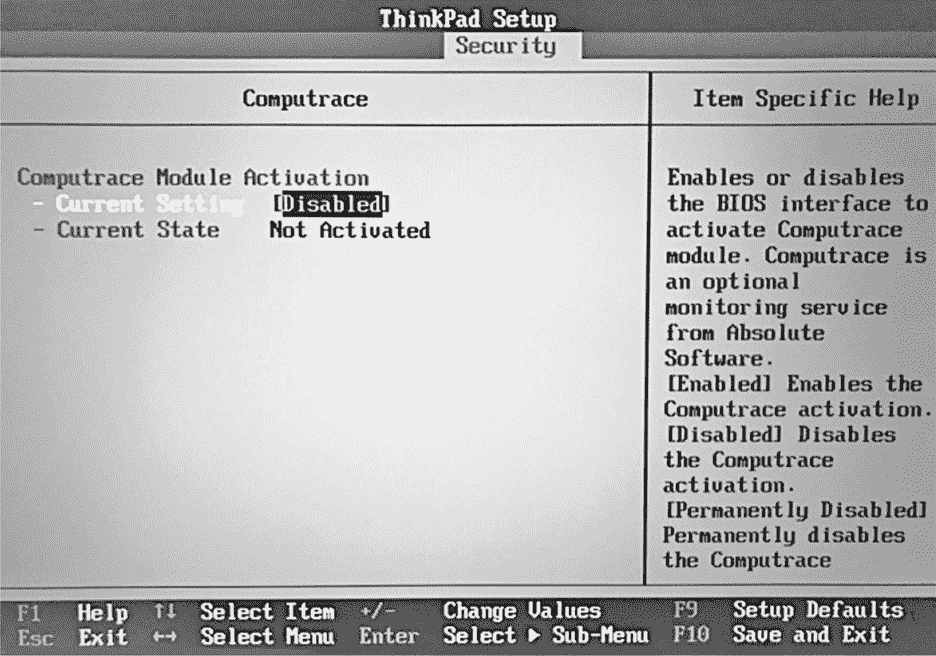 ThinkPad Setup
Security
Computrace
Item Specific Help
Computrace Module Activation
- Current Setting [Disabled]
- Current State Not Activated
Enables or disables
the BIOS interface to
activate Computrace
module. Computrace is
an optional
monitoring service
from Absolute
Software.
[Enabled] Enables the
Computrace activation.
[Disabled] Disables
the Computrace
activation.
[Permanently Disabled]
Permanently disables
the Computrace
F1 Help ↑↓ Select Item +/- Change Values F9 Setup Defaults
Esc Exit ↔ Select Menu Enter Select ▶ Sub-Menu F10 Save and Exit